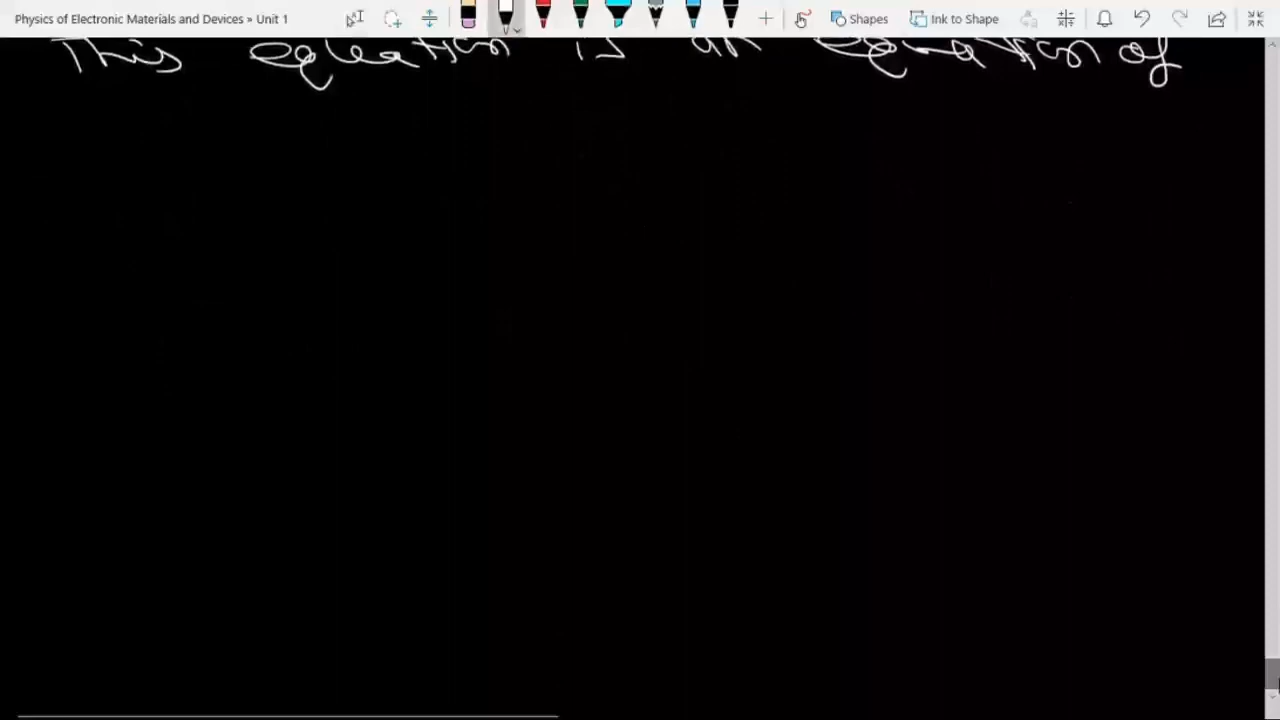 Physics of Electronic Materials and Devices » Unit 1
Shapes
Ink to Shape
This equation is an equation of